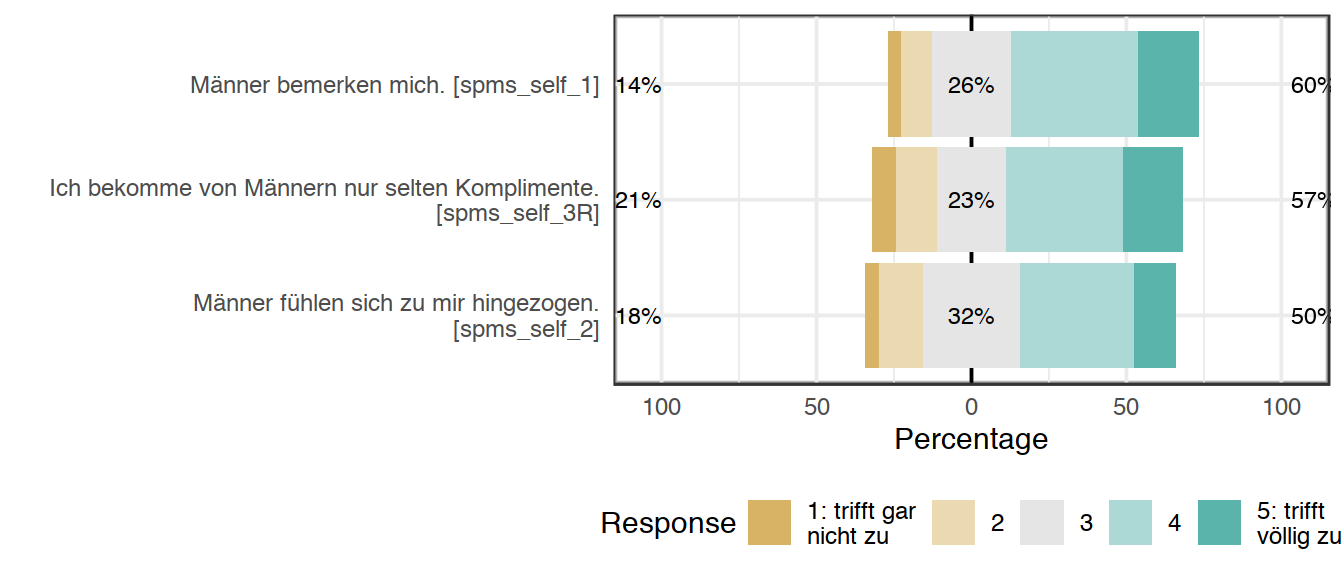 Männer bemerken mich. [spms_self_1]
14%
26%
60%
Ich bekomme von Männern nur selten Komplimente.
[spms_self_3R]
21%
23%
57%
Männer fühlen sich zu mir hingezogen.
[spms_self_2]
18%
32%
50%
100 50 0 50 100
Percentage
Response
1: trifft gar
nicht zu
2
3
4
5: trifft
völlig zu